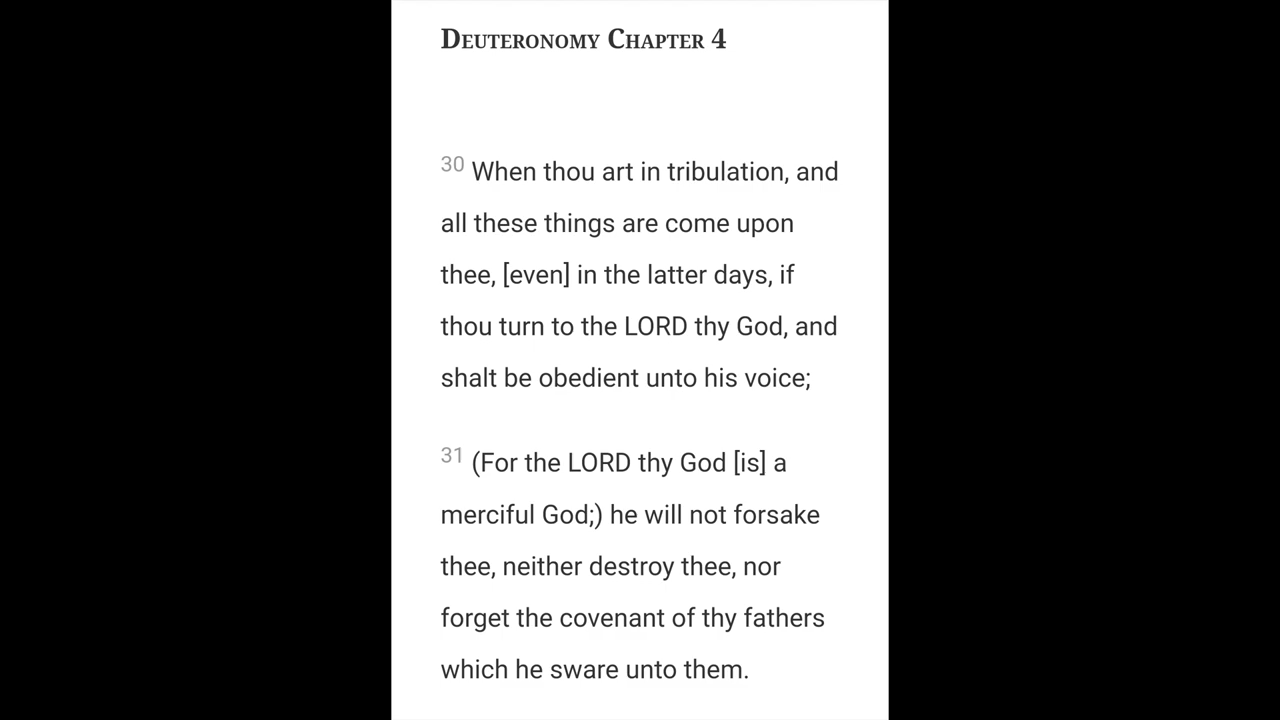 Deuteronomy Chapter 4
30 When thou art in tribulation, and
all these things are come upon
thee, [even] in the latter days, if
thou turn to the LORD thy God, and
shalt be obedient unto his voice;
31 (For the LORD thy God [is] a
merciful God;) he will not forsake
thee, neither destroy thee, nor
forget the covenant of thy fathers
which he sware unto them.